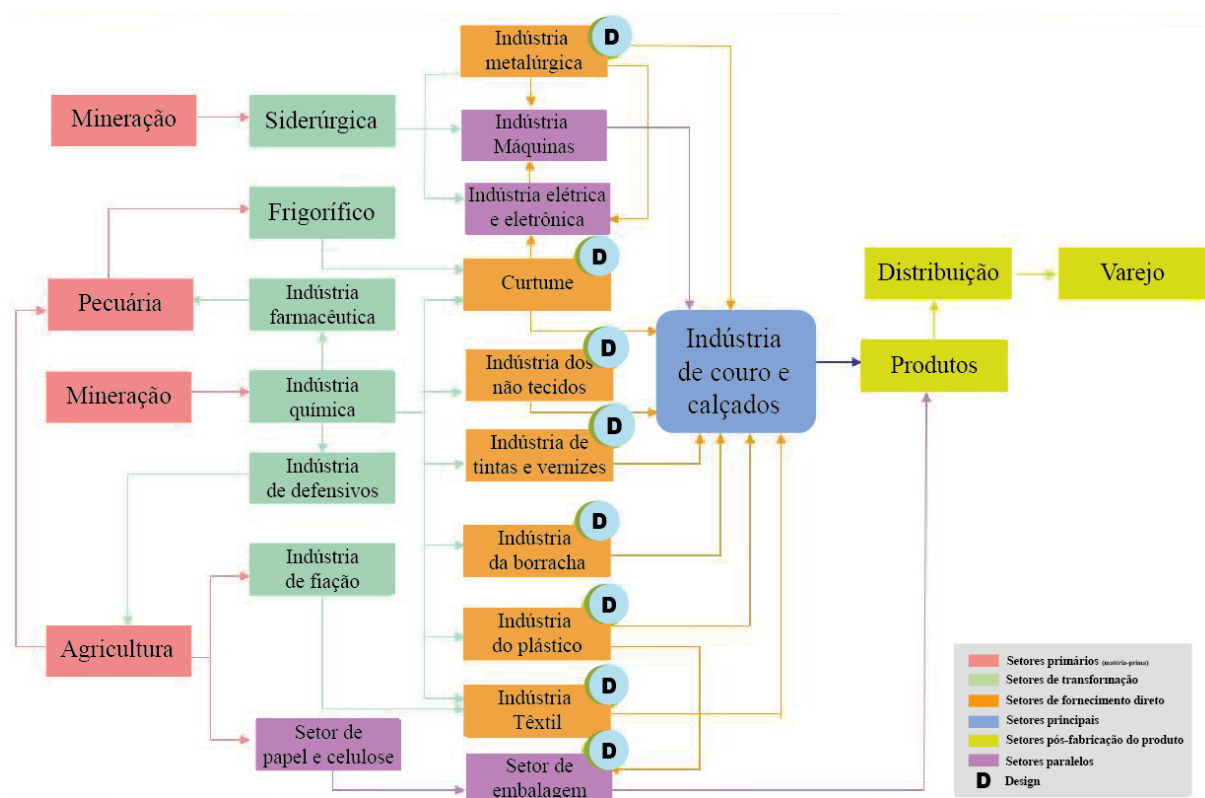 Indústria
metalúrgica
D
Mineração
Siderúrgica
Indústria
Máquinas
Indústria elétrica
e eletrônica
Frigorífico
D
Curtume
Pecuária
Indústria
farmacêutica
Distribuição
Varejo
Indústria
de couro e
calçados
Produtos
D
Indústria dos
não tecidos
Mineração
Indústria
química
D
Indústria de
tintas e vernizes
Indústria
de defensivos
D
Indústria
da borracha
Indústria
de fiação
D
Indústria
do plástico
Agricultura
D
Indústria
Têxtil
Setor de
papel e celulose
D
Setor de
embalagem
Setores primários (matéria-prima)
Setores de transformação
Setores de fornecimento direto
Setores principais
Setores pós-fabricação do produto
Setores paralelos
D Design